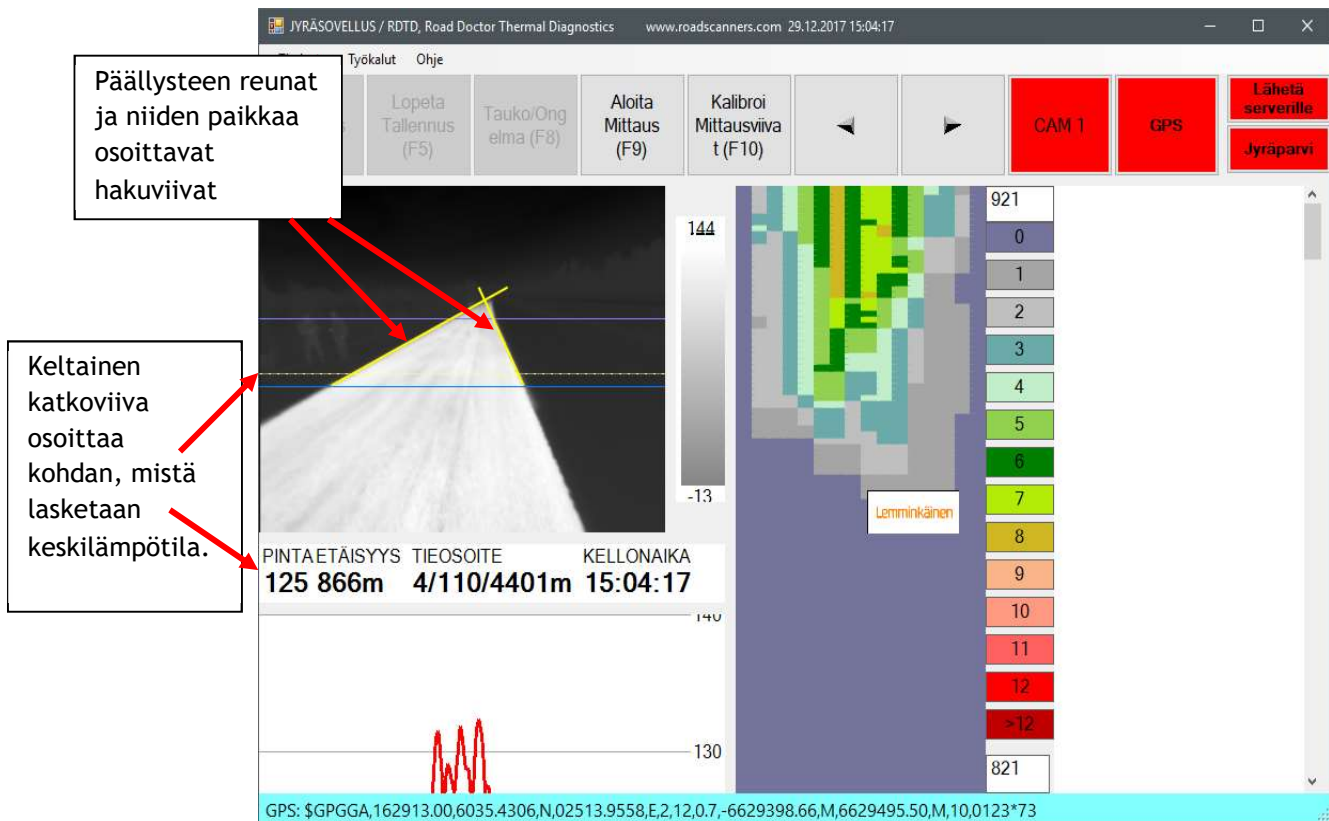 JYRÄSOVELLUS / RDTD, Road Doctor Thermal Diagnostics www.roadscanners.com 29.12.2017 15:04:17
Työkalut Ohje
Päällysteen reunat
ja niiden paikkaa
osoittavat
hakuviivat
Lopeta
Tallennus
(F5)
Tauko/Ong
elma (F8)
Aloita
Mittaus
(F9)
Kalibroi
Mittausviiva
t (F10)
CAM 1
GPS
Lähetä
serverille
Jyräparvi
Keltainen
katkoviiva
osoittaa
kohdan, mistä
lasketaan
keskilämpötila.
144
-13
PINTA ETÄISYYS TIEOSOITE KELLONAIKA
125 866m 4/110/4401m 15:04:17
140
130
Lemminkäinen
921
0
1
2
3
4
5
6
7
8
9
10
11
12
>12
821
GPS: $GPGGA,162913.00,6035.4306,N,02513.9558,E,2,12,0.7,-6629398.66,M,6629495.50,M,10,0123*73